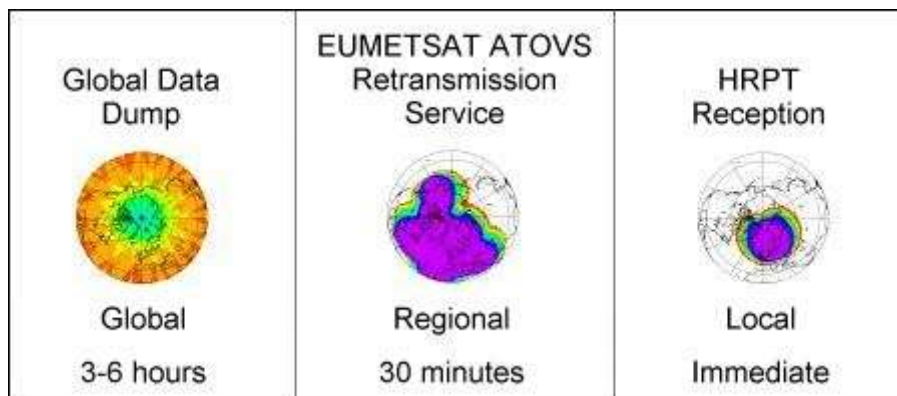 Global Data
Dump
Global
3-6 hours
EUMETSAT ATOVS
Retransmission
Service
Regional
30 minutes
HRPT
Reception
Local
Immediate